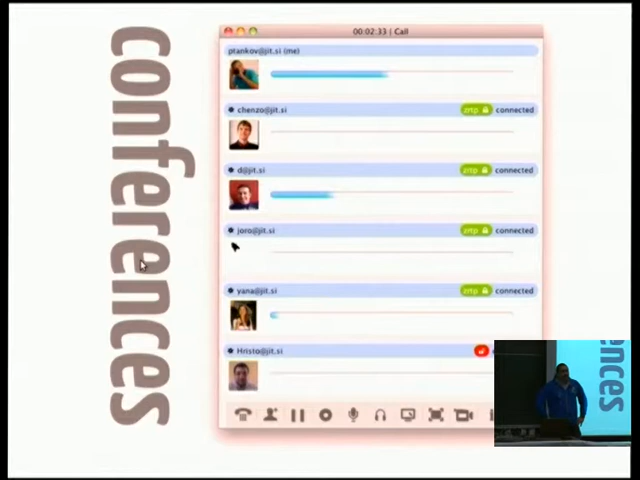 conferences
00:02:33 | Call
ptankov@jit.si (me)
chenzo@jit.si zrtp connected
d@jit.si zrtp connected
joro@jit.si zrtp connected
yana@jit.si zrtp connected
Hristo@jit.si
ences